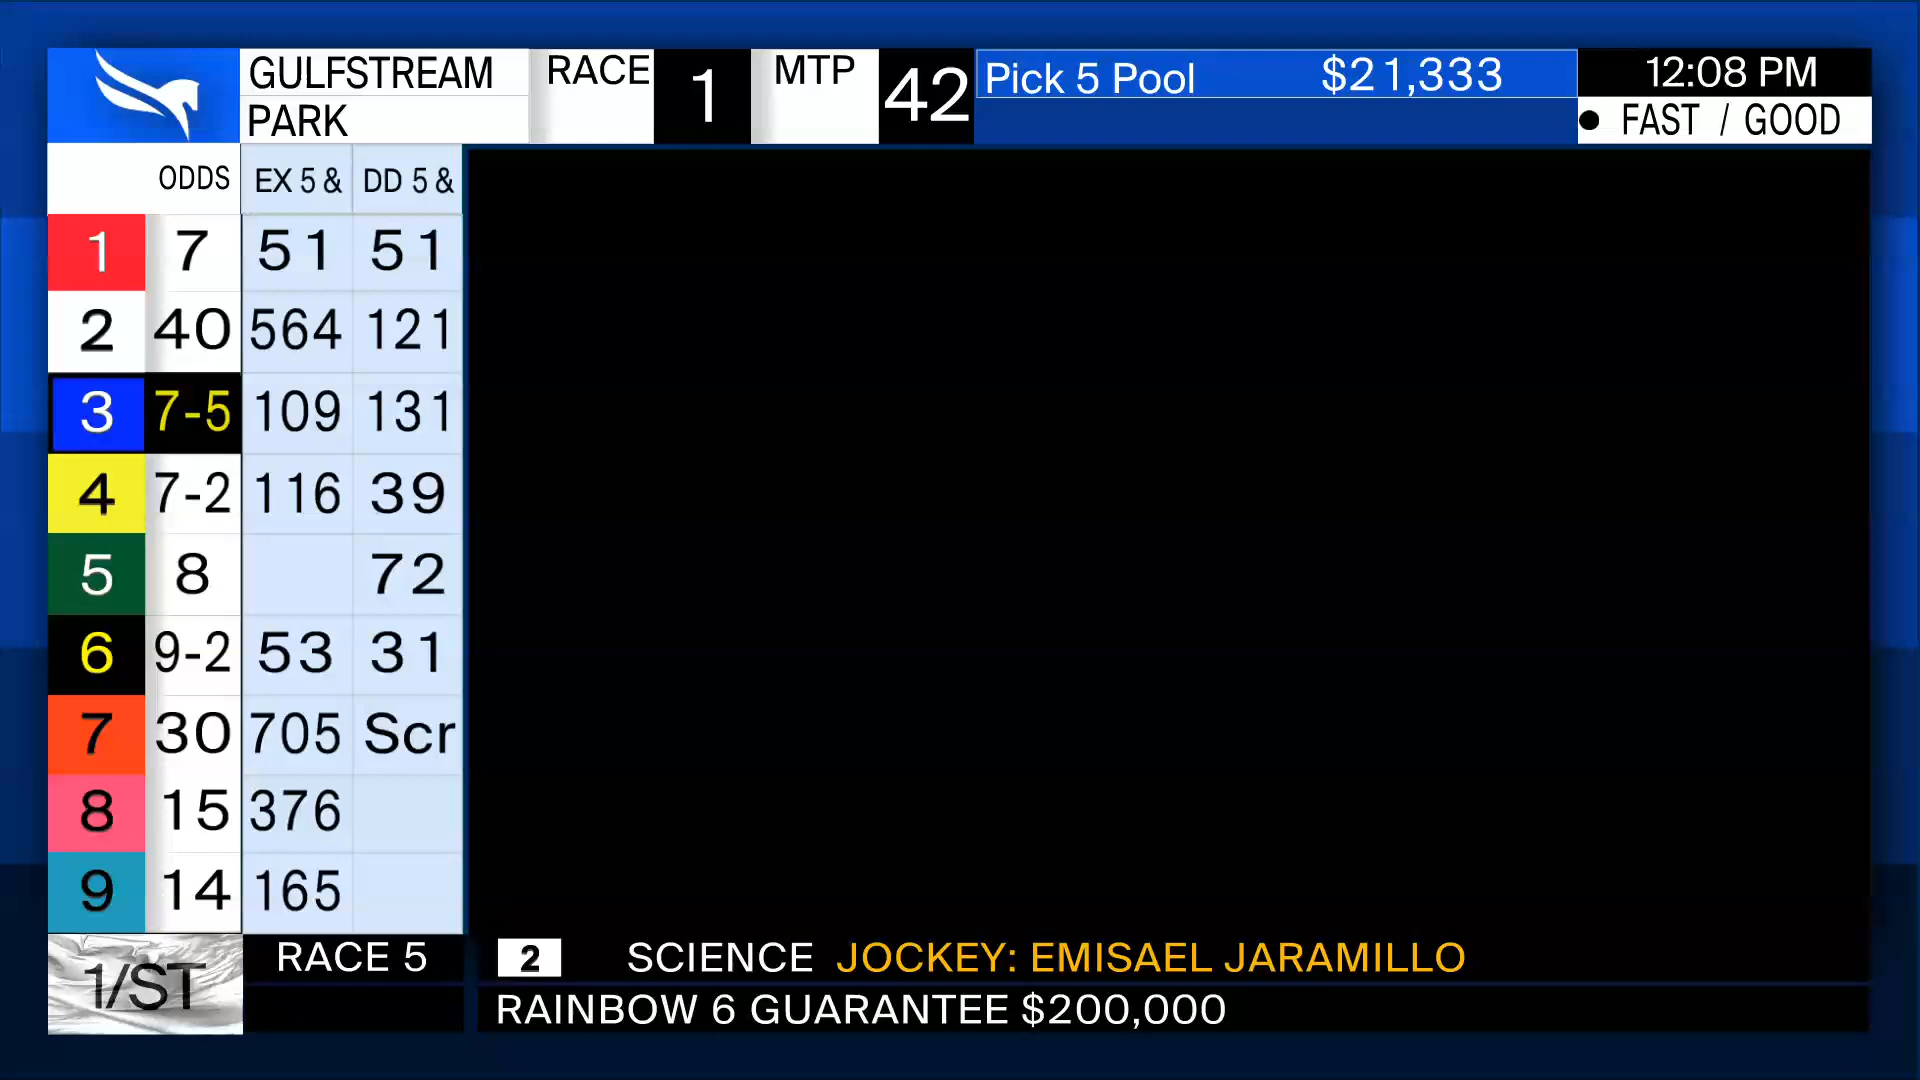 GULFSTREAM PARK RACE 1 MTP 42 Pick 5 Pool $21,333 12:08 PM
● FAST / GOOD
ODDS EX 5 & DD 5 &
1 7 51 51
2 40 564 121
3 7-5 109 131
4 7-2 116 39
5 8 72
6 9-2 53 31
7 30 705 Scr
8 15 376
9 14 165
1/ST RACE 5 2 SCIENCE JOCKEY: EMISAEL JARAMILLO
RAINBOW 6 GUARANTEE $200,000